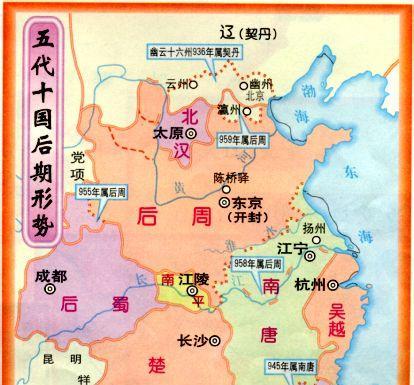 五代十国后期形势
辽(契丹)
幽云十六州936年属契丹
云州
幽州
北京
瀛州
渤
海
北
汉
太原
959年属后周
党
项
黄
河
陈桥驿
东京
(开封)
955年属后周
后周
东
海
淮
扬州
江宁
958年属后周
成都
后蜀
长
江
南
平
江陵
南
唐
杭州
吴
越
楚
长沙
945年属南唐
昆明